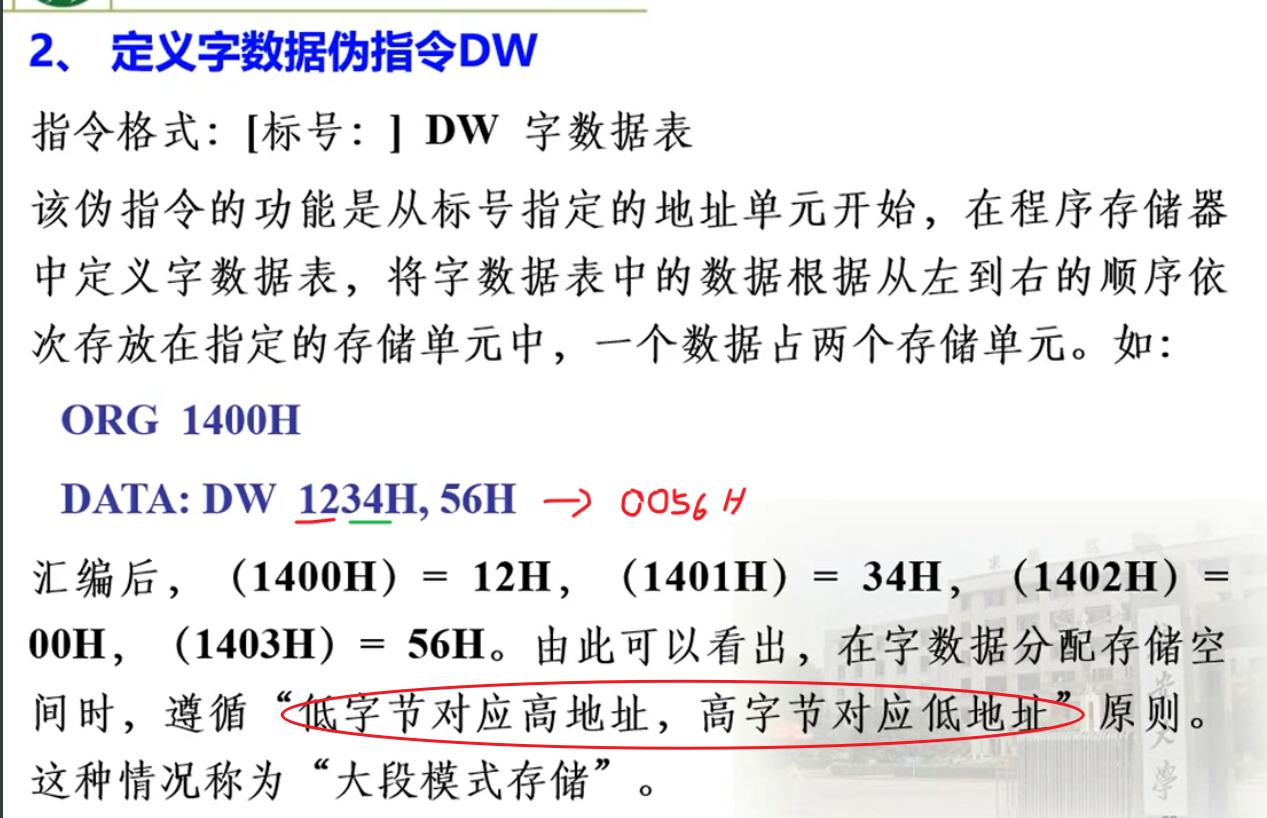 2、 定义字数据伪指令DW
指令格式：[标号：] DW 字数据表
该伪指令的功能是从标号指定的地址单元开始，在程序存储器
中定义字数据表，将字数据表中的数据根据从左到右的顺序依
次存放在指定的存储单元中，一个数据占两个存储单元。如：
ORG 1400H
DATA: DW 1234H, 56H → 0056H
汇编后，（1400H）= 12H，（1401H）= 34H，（1402H）=
00H，（1403H）= 56H。由此可以看出，在字数据分配存储空
间时，遵循“低字节对应高地址，高字节对应低地址”原则。
这种情况称为“大段模式存储”。